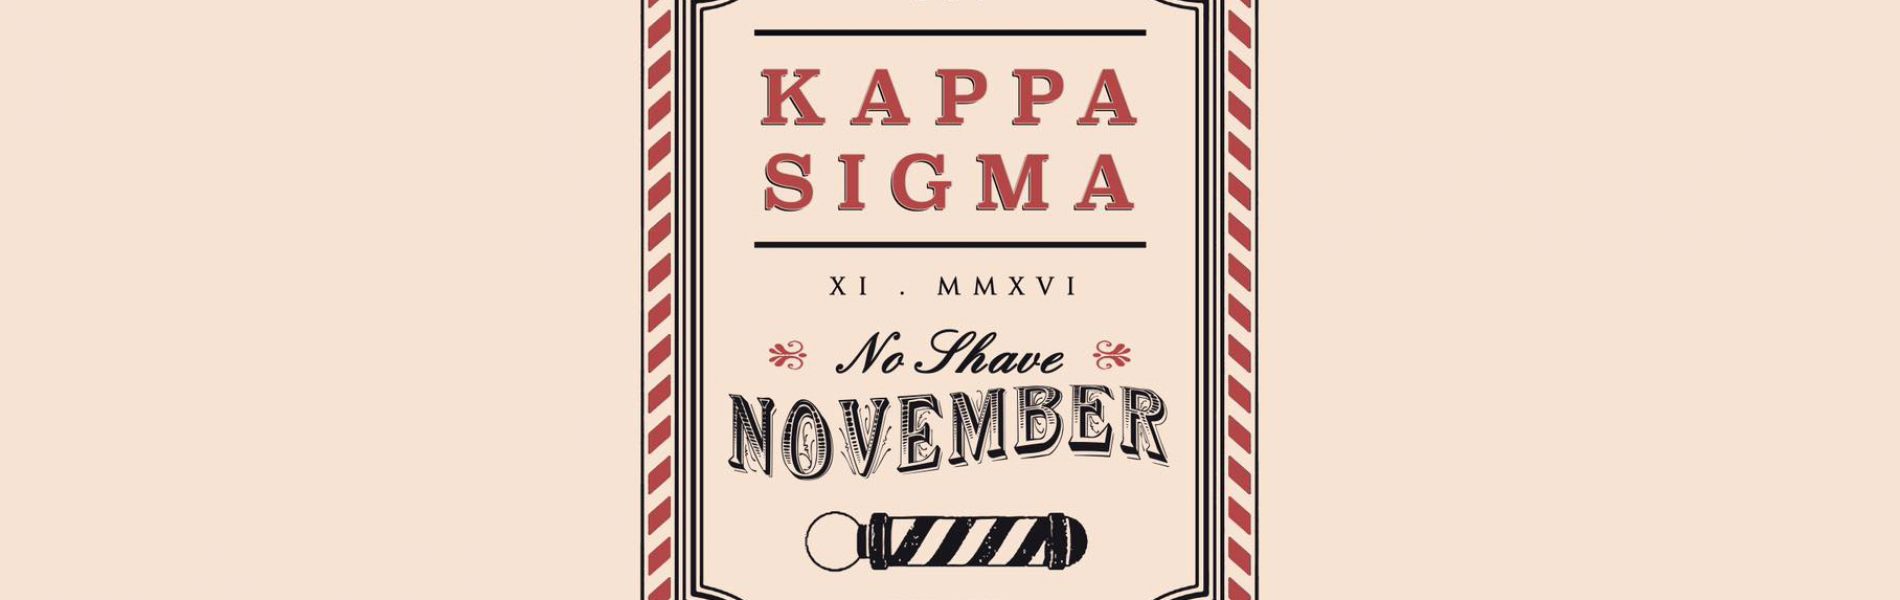 KAPPA
SIGMA
XI . MMXVI
No Shave
NOVEMBER